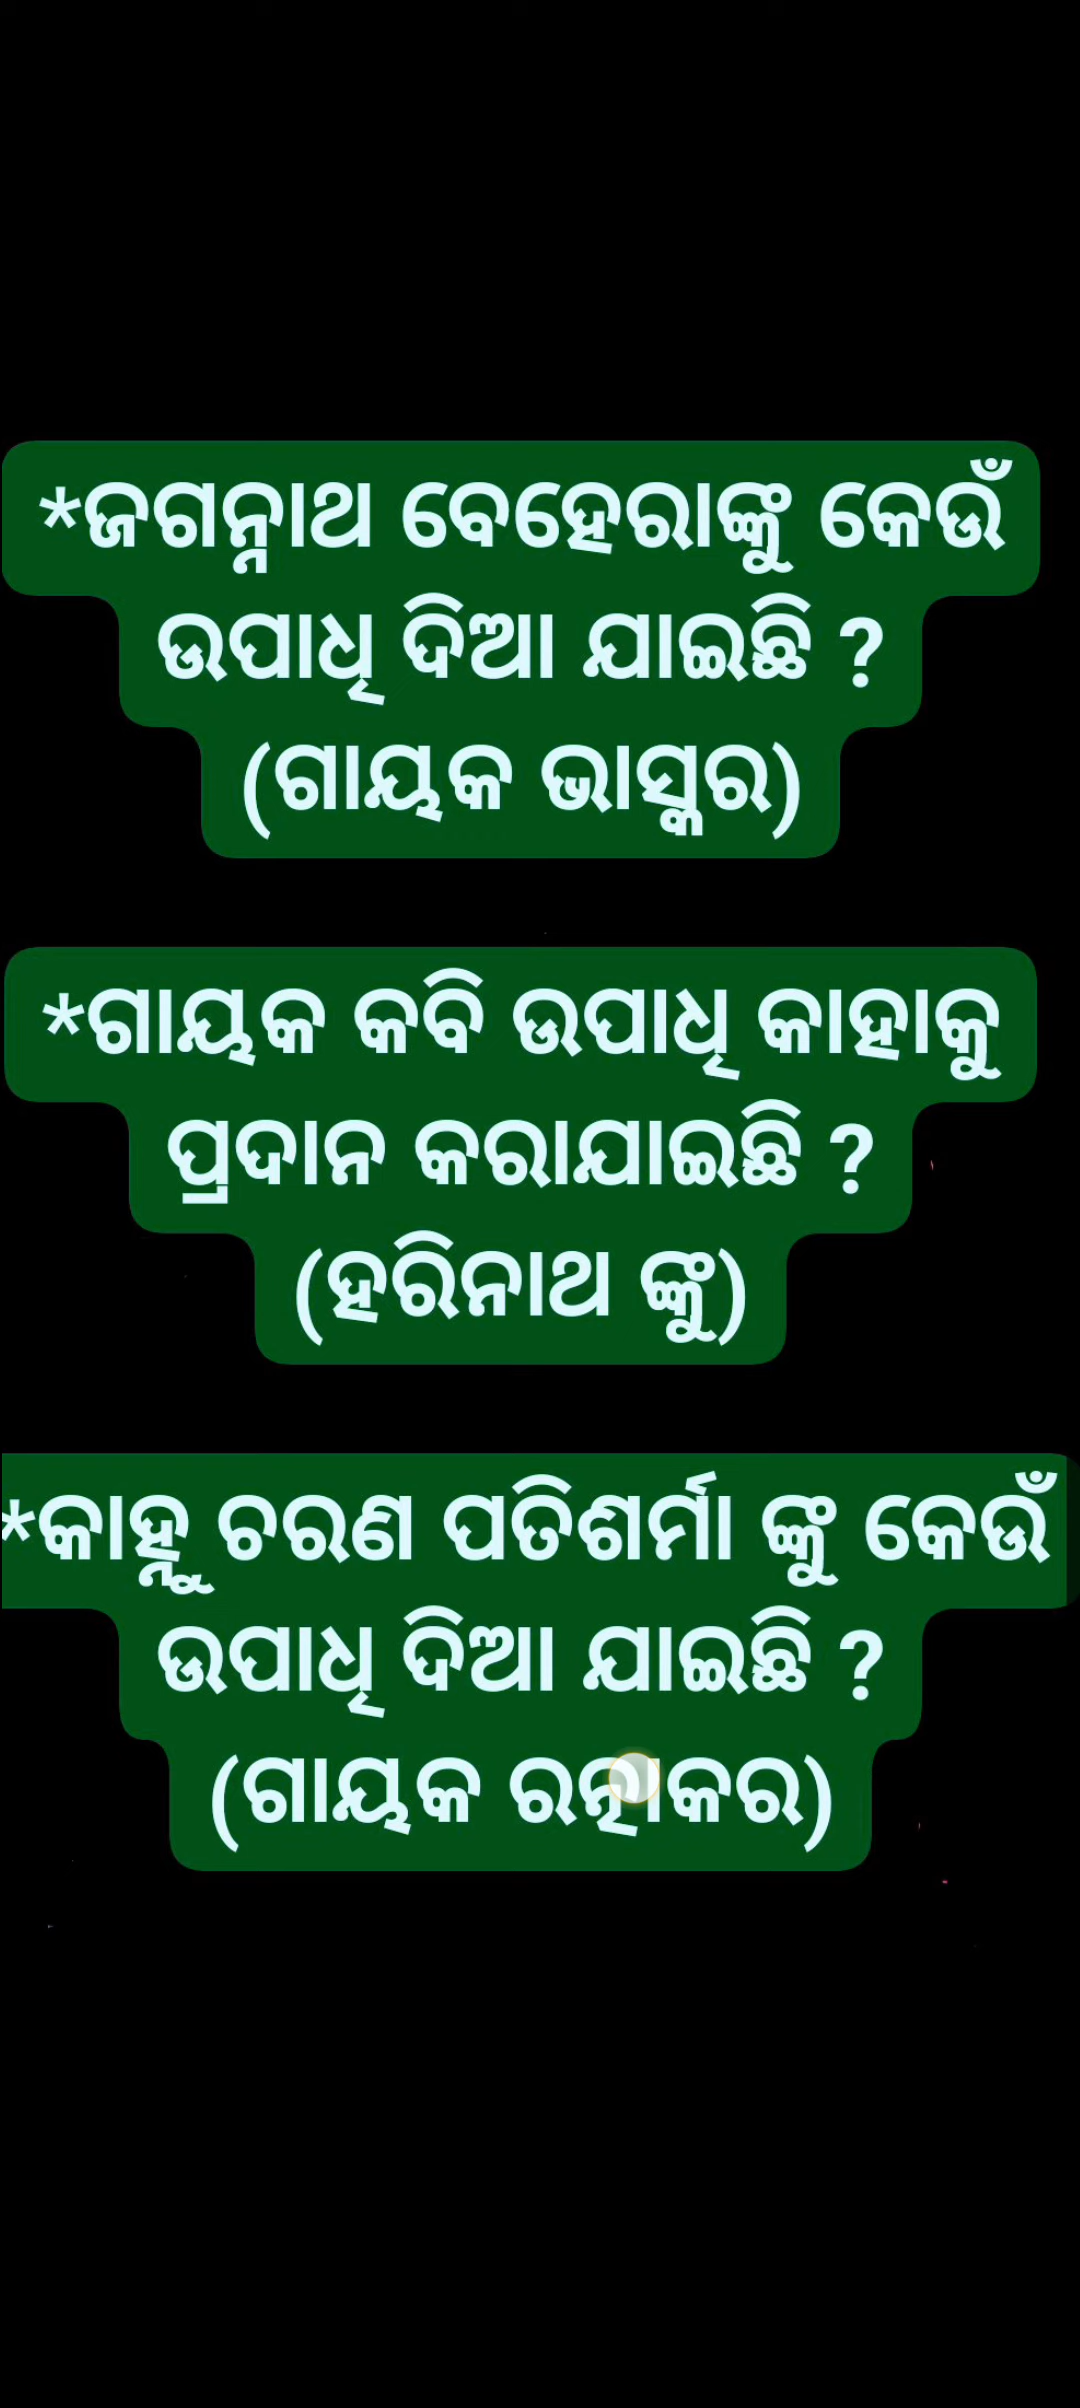 *ଜଗନ୍ନାଥ ବେହେରାଙ୍କୁ କେଉଁ
ଉପାଧି ଦିଆ ଯାଇଛି ?
(ଗାୟକ ଭାସ୍କର)
*ଗାୟକ କବି ଉପାଧି କାହାକୁ
ପ୍ରଦାନ କରାଯାଇଛି ?
(ହରିନାଥ ଙ୍କୁ)
*କାହ୍ନୁ ଚରଣ ପତିଶର୍ମା ଙ୍କୁ କେଉଁ
ଉପାଧି ଦିଆ ଯାଇଛି ?
(ଗାୟକ ରତ୍ନାକର)